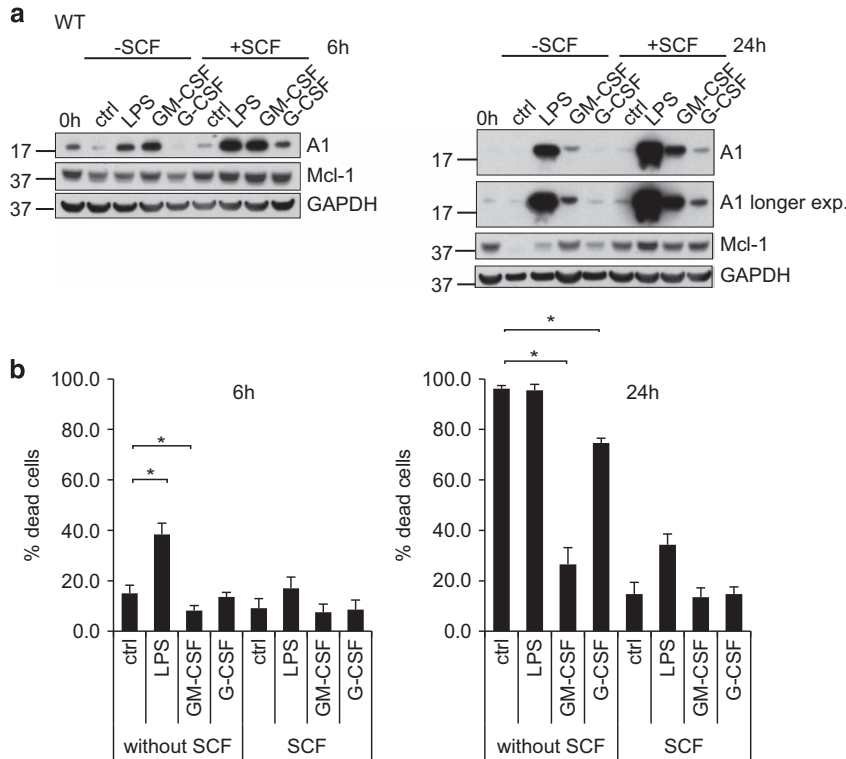 a
WT
-SCF +SCF 6h
0h ctrl LPS GM-CSF G-CSF ctrl LPS GM-CSF G-CSF
17 A1
37 Mcl-1
37 GAPDH
-SCF +SCF 24h
0h ctrl LPS GM-CSF G-CSF ctrl LPS GM-CSF G-CSF
17 A1
17 A1 longer exp.
37 Mcl-1
37 GAPDH
b
6h
% dead cells
100.0
80.0
60.0
40.0
20.0
0.0
* *
ctrl LPS GM-CSF G-CSF ctrl LPS GM-CSF G-CSF
without SCF SCF
24h
% dead cells
100.0
80.0
60.0
40.0
20.0
0.0
* *
ctrl LPS GM-CSF G-CSF ctrl LPS GM-CSF G-CSF
without SCF SCF